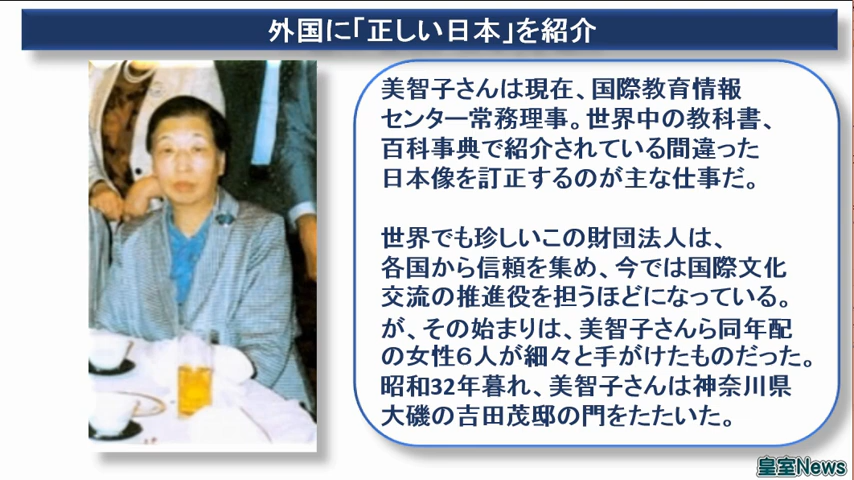 外国に「正しい日本」を紹介
美智子さんは現在、国際教育情報
センター常務理事。世界中の教科書、
百科事典で紹介されている間違った
日本像を訂正するのが主な仕事だ。
世界でも珍しいこの財団法人は、
各国から信頼を集め、今では国際文化
交流の推進役を担うほどになっている。
が、その始まりは、美智子さんら同年配
の女性６人が細々と手がけたものだった。
昭和32年暮れ、美智子さんは神奈川県
大磯の吉田茂邸の門をたたいた。
皇室News